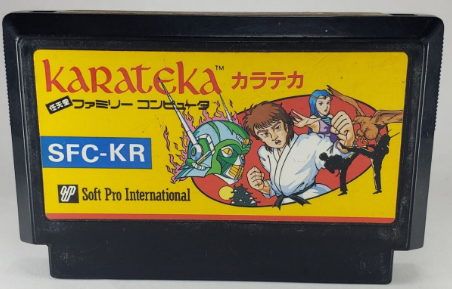 KARATEKA™ カラテカ
任天堂 ファミリー コンピュータ
SFC-KR
Soft Pro International